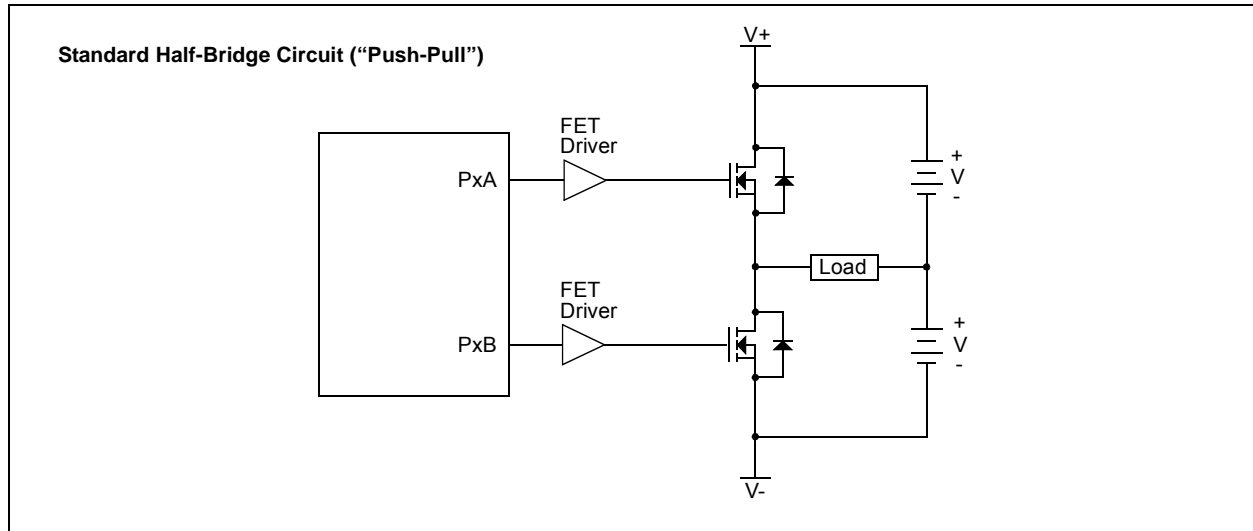 Standard Half-Bridge Circuit (“Push-Pull”)
V+
FET
Driver
PxA
+
V
-
Load
FET
Driver
PxB
+
V
-
V-